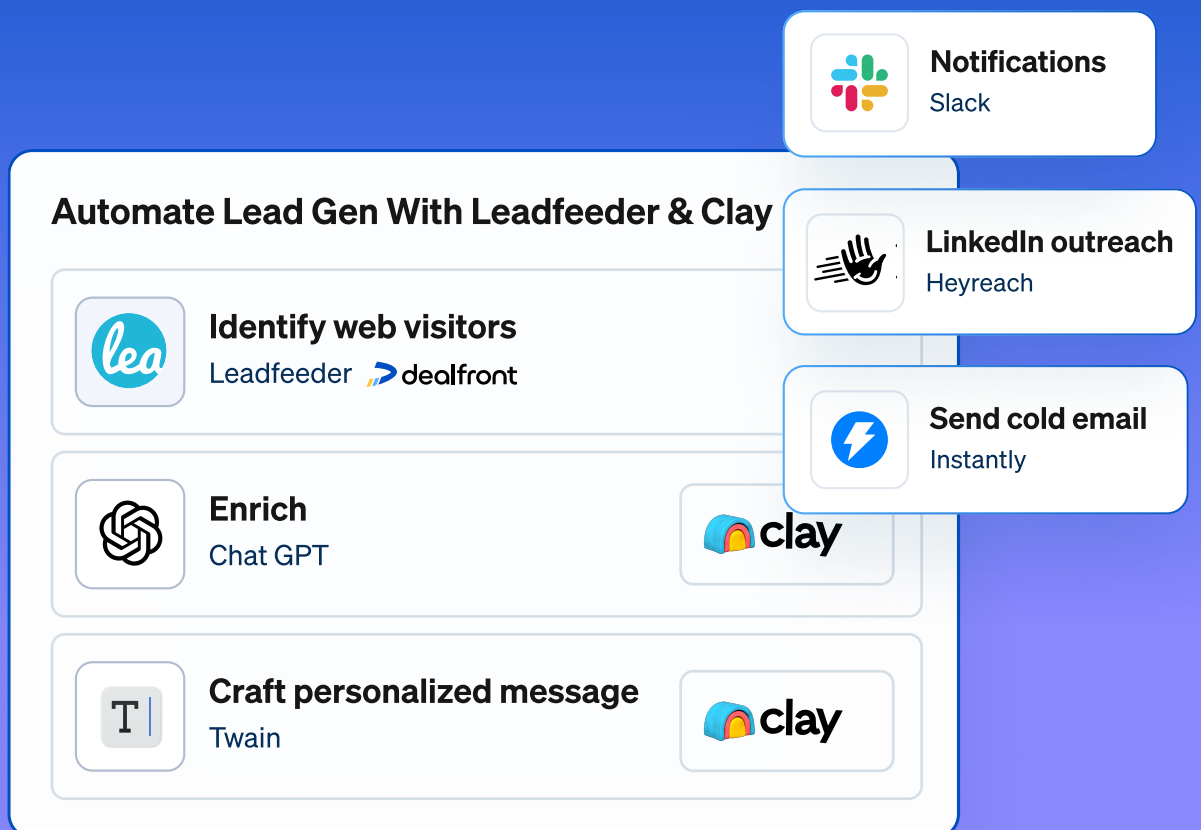 Notifications
Slack
Automate Lead Gen With Leadfeeder & Clay
LinkedIn outreach
Heyreach
lea
Identify web visitors
Leadfeeder dealfront
Send cold email
Instantly
Enrich
Chat GPT
clay
T
Craft personalized message
Twain
clay